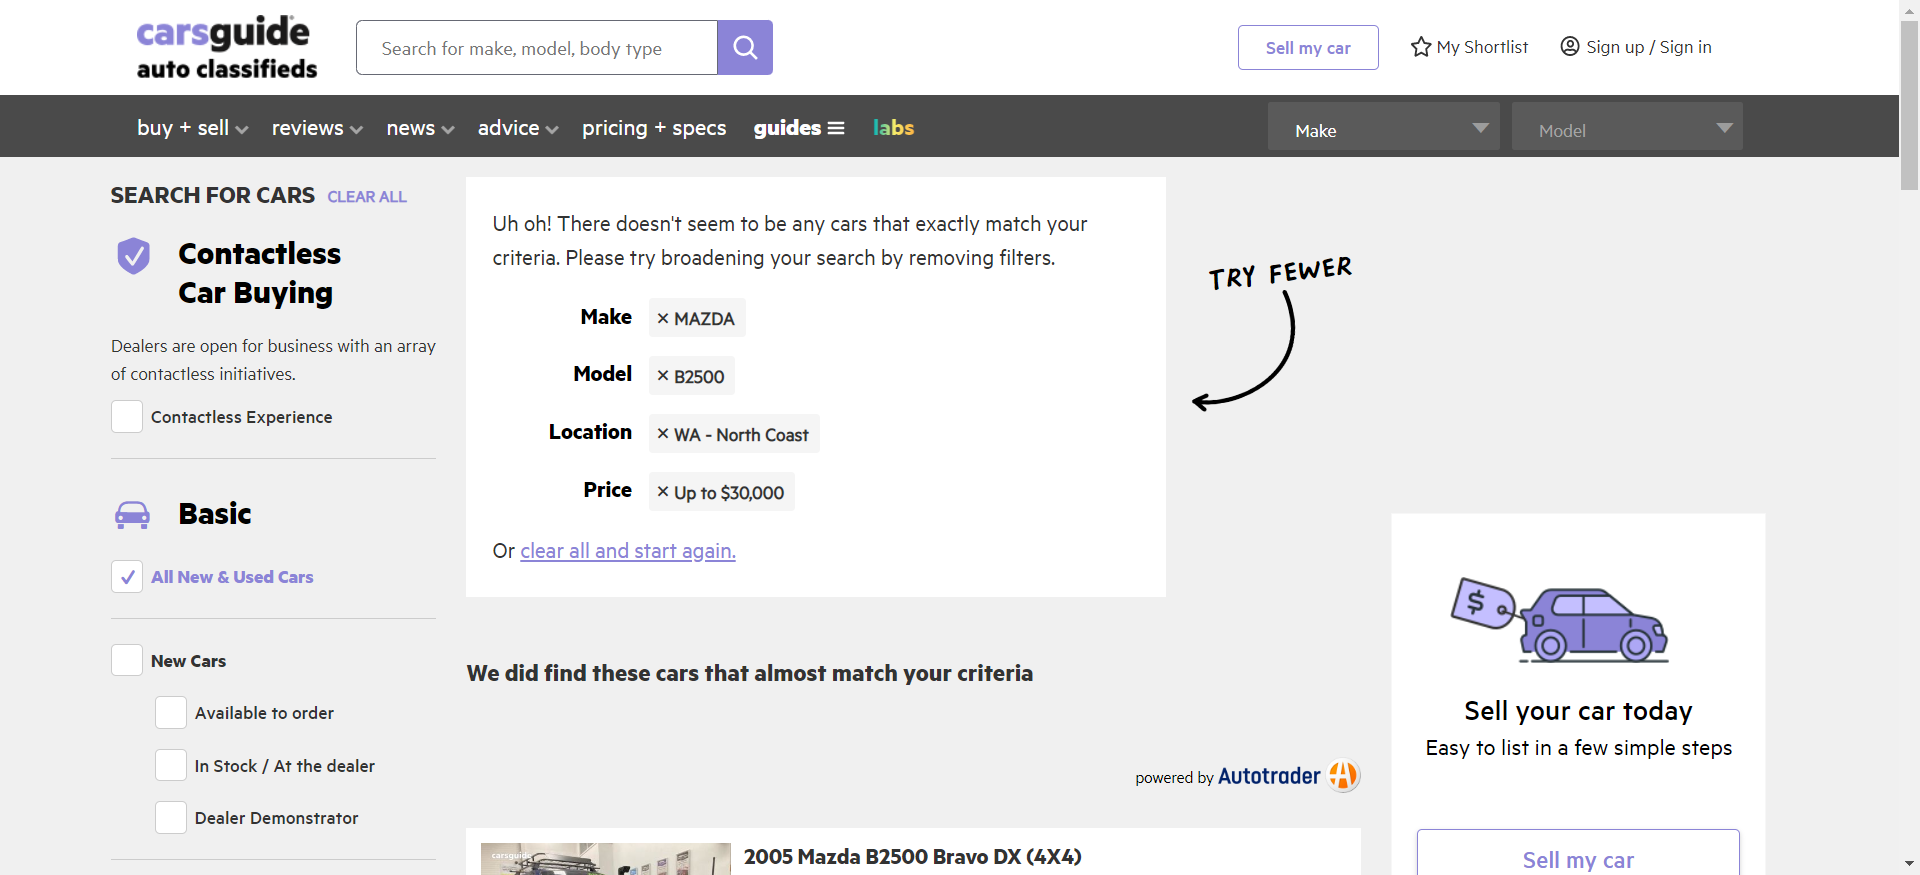 carsguide
auto classifieds
Search for make, model, body type
Sell my car
My Shortlist
Sign up / Sign in
buy + sell
reviews
news
advice
pricing + specs
guides
labs
Make
Model
SEARCH FOR CARS CLEAR ALL
Contactless
Car Buying
Dealers are open for business with an array
of contactless initiatives.
Contactless Experience
Basic
All New & Used Cars
New Cars
Available to order
In Stock / At the dealer
Dealer Demonstrator
Uh oh! There doesn't seem to be any cars that exactly match your
criteria. Please try broadening your search by removing filters.
Make × MAZDA
Model × B2500
Location × WA - North Coast
Price × Up to $30,000
Or clear all and start again.
TRY FEWER
We did find these cars that almost match your criteria
powered by Autotrader
carsguide
2005 Mazda B2500 Bravo DX (4X4)
$
Sell your car today
Easy to list in a few simple steps
Sell my car